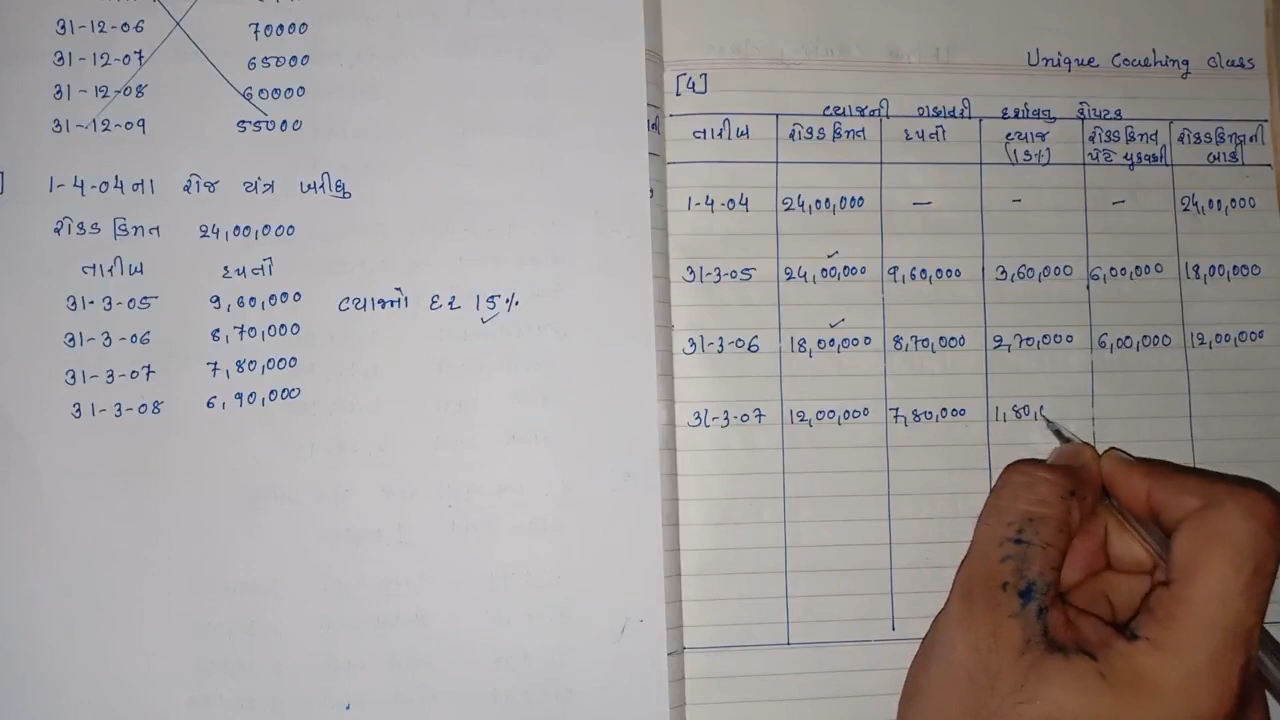 31-12-06 70000
31-12-07 65000
31-12-08 60000
31-12-09 55000
] 1-4-04ના રોજ યંત્ર ખરીદ્યુ
રોકડ કિંમત 24,00,000
તારીખ હપતો
31-3-05 9,60,000 વ્યાજનો દર 15%
31-3-06 8,70,000
31-3-07 7,80,000
31-3-08 6,90,000
Unique Coaching class
[4]
વ્યાજની ગણતરી દર્શાવતુ કોષ્ટક
તારીખ રોકડ કિંમત હપતો વ્યાજ (15%) રોકડ કિંમત પેટે ચુકવણી રોકડ કિંમતની બાકી
1-4-04 24,00,000 — - - 24,00,000
31-3-05 24,00,000 9,60,000 3,60,000 6,00,000 18,00,000
31-3-06 18,00,000 8,70,000 2,70,000 6,00,000 12,00,000
31-3-07 12,00,000 7,80,000 1,80,0